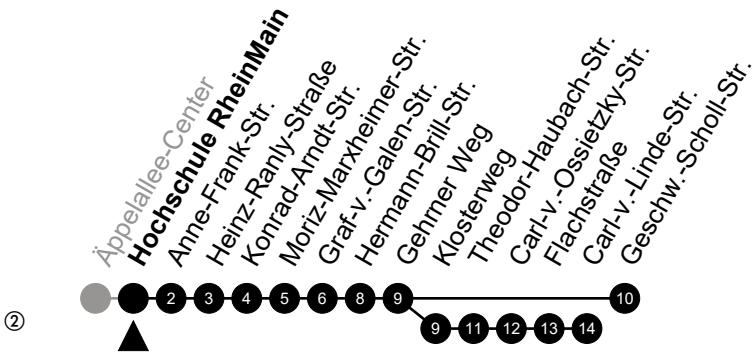 Äppelallee-Center
Hochschule RheinMain
Anne-Frank-Str.
Heinz-Ranly-Straße
Konrad-Arndt-Str.
Moriz-Marxheimer-Str.
Graf-v.-Galen-Str.
Hermann-Brill-Str.
Gehrner Weg
Klosterweg
Theodor-Haubach-Str.
Carl-v.-Ossietzky-Str.
Flachstraße
Carl-v.-Linde-Str.
Geschw.-Scholl-Str.
2 3 4 5 6 8 9 10
②
9 11 12 13 14